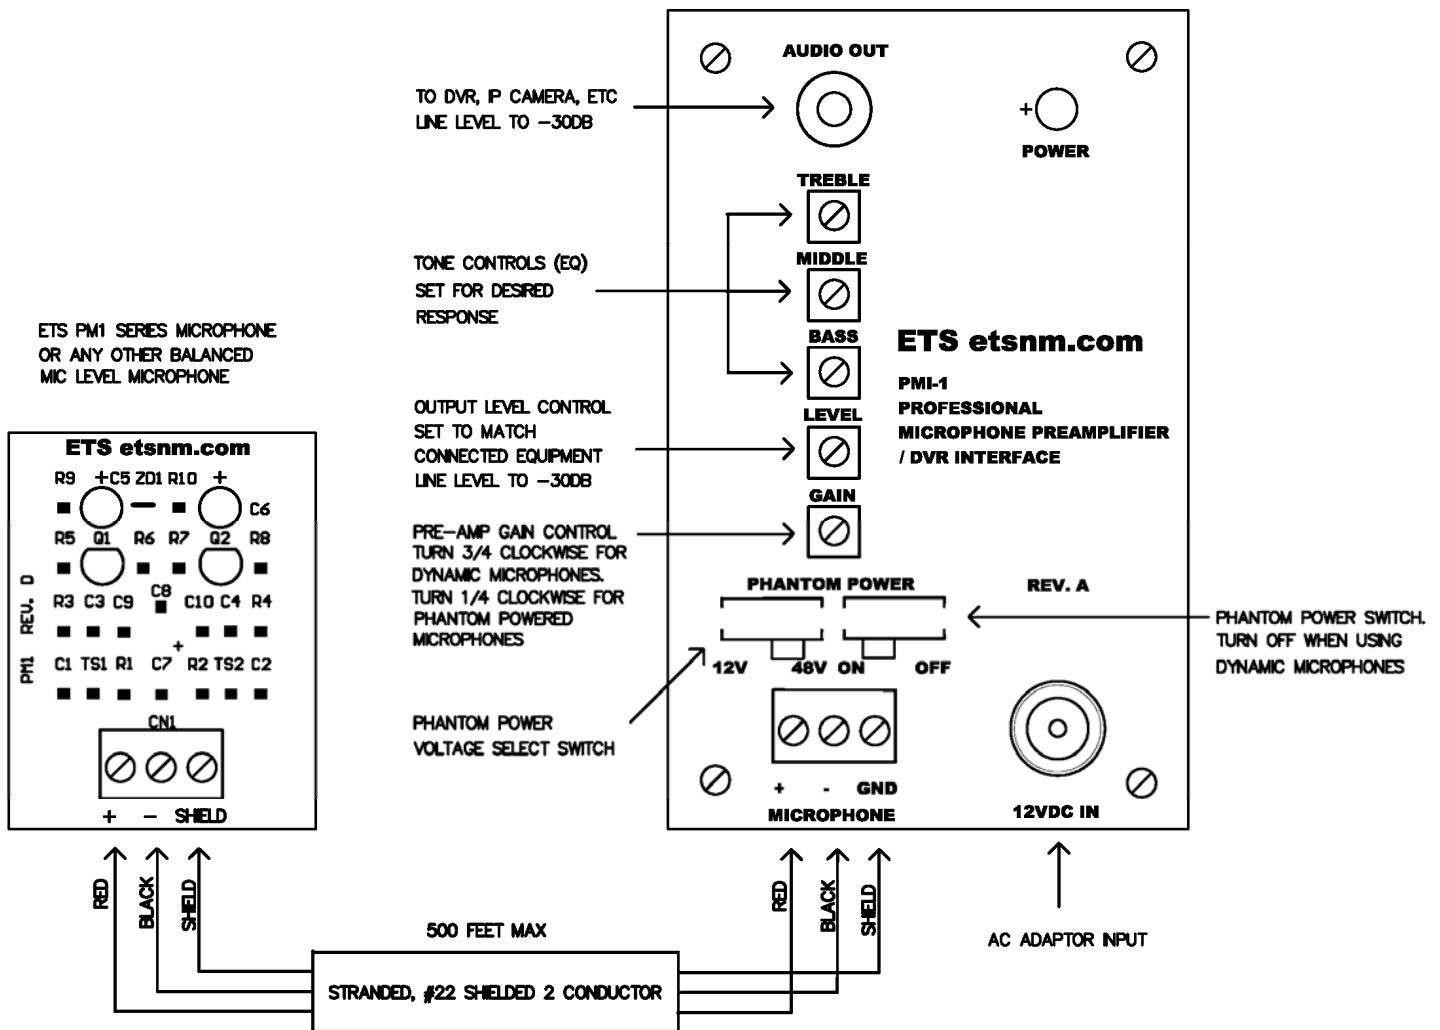 AUDIO OUT
TO DVR, IP CAMERA, ETC
LINE LEVEL TO -30DB
+
POWER
TREBLE
TONE CONTROLS (EQ)
SET FOR DESIRED
RESPONSE
MIDDLE
BASS
ETS etsnm.com
PMI-1
PROFESSIONAL
MICROPHONE PREAMPLIFIER
/ DVR INTERFACE
OUTPUT LEVEL CONTROL
SET TO MATCH
CONNECTED EQUIPMENT
LINE LEVEL TO -30DB
LEVEL
GAIN
PRE-AMP GAIN CONTROL
TURN 3/4 CLOCKWISE FOR
DYNAMIC MICROPHONES.
TURN 1/4 CLOCKWISE FOR
PHANTOM POWERED
MICROPHONES
PHANTOM POWER
REV. A
12V 48V ON OFF
PHANTOM POWER SWITCH.
TURN OFF WHEN USING
DYNAMIC MICROPHONES
PHANTOM POWER
VOLTAGE SELECT SWITCH
+ - GND
MICROPHONE
12VDC IN
AC ADAPTOR INPUT
ETS PM1 SERIES MICROPHONE
OR ANY OTHER BALANCED
MIC LEVEL MICROPHONE
ETS etsnm.com
R9 +C5 ZD1 R10 +
C6
R5 Q1 R6 R7 Q2 R8
C8
R3 C3 C9 C10 C4 R4
+
C1 TS1 R1 C7 R2 TS2 C2
PM1 REV. D
CN1
+ - SHIELD
RED
BLACK
SHIELD
500 FEET MAX
STRANDED, #22 SHIELDED 2 CONDUCTOR
RED
BLACK
SHIELD